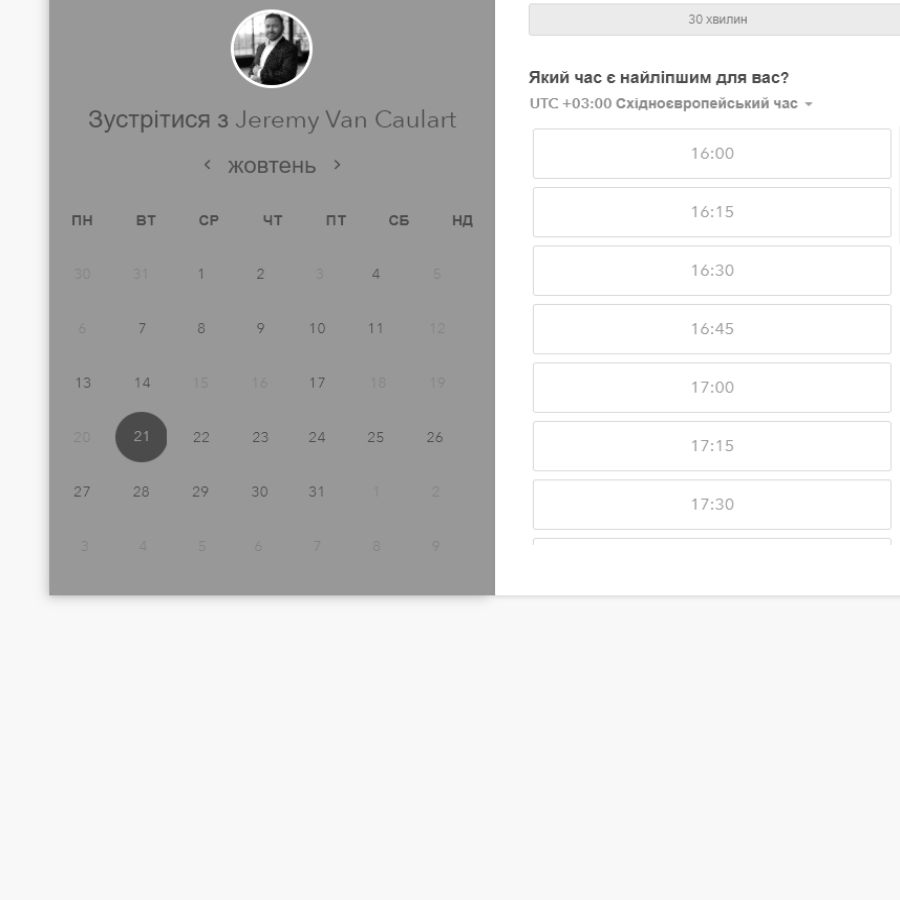 Зустрітися з Jeremy Van Caulart
жовтень
ПН ВТ СР ЧТ ПТ СБ НД
30 31 1 2 3 4 5
6 7 8 9 10 11 12
13 14 15 16 17 18 19
20 21 22 23 24 25 26
27 28 29 30 31 1 2
3 4 5 6 7 8 9
30 хвилин
Який час є найліпшим для вас?
UTC +03:00 Східноєвропейський час
16:00
16:15
16:30
16:45
17:00
17:15
17:30